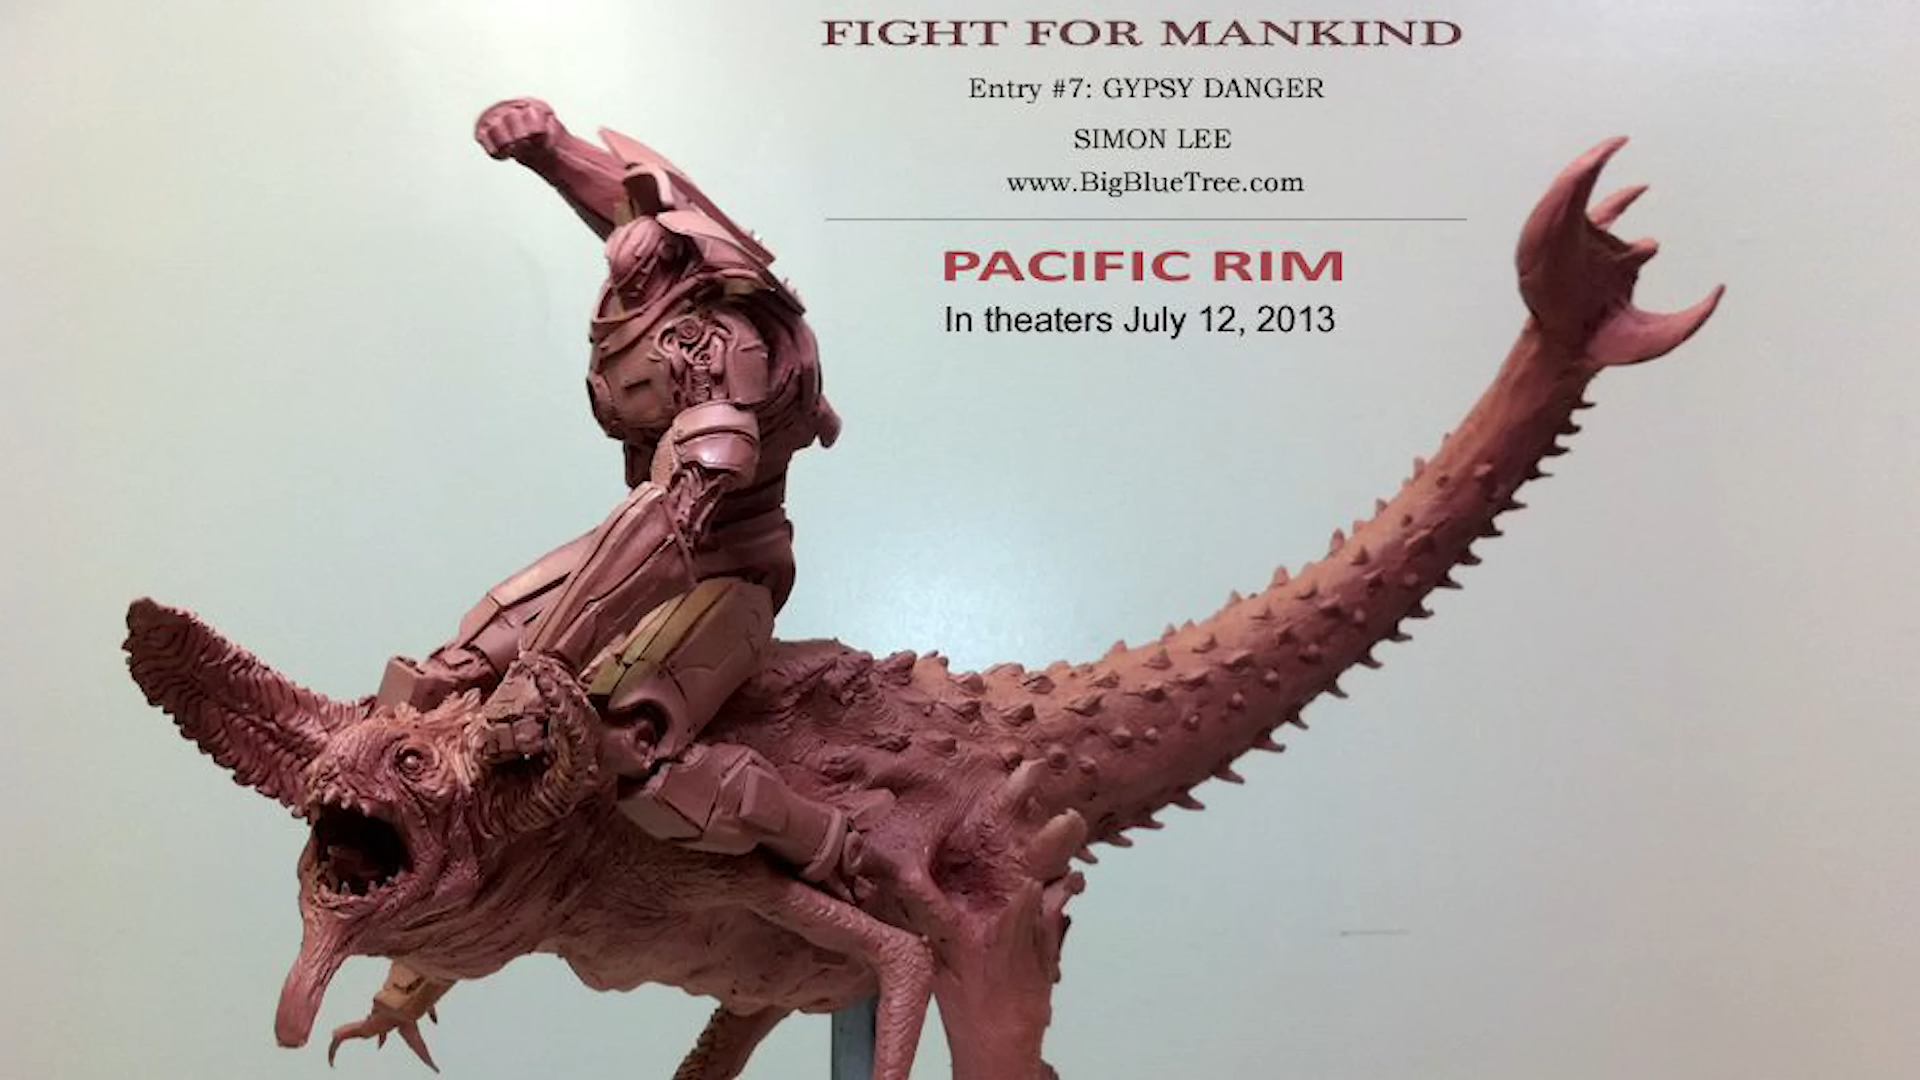 FIGHT FOR MANKIND
Entry #7: GYPSY DANGER
SIMON LEE
www.BigBlueTree.com
PACIFIC RIM
In theaters July 12, 2013